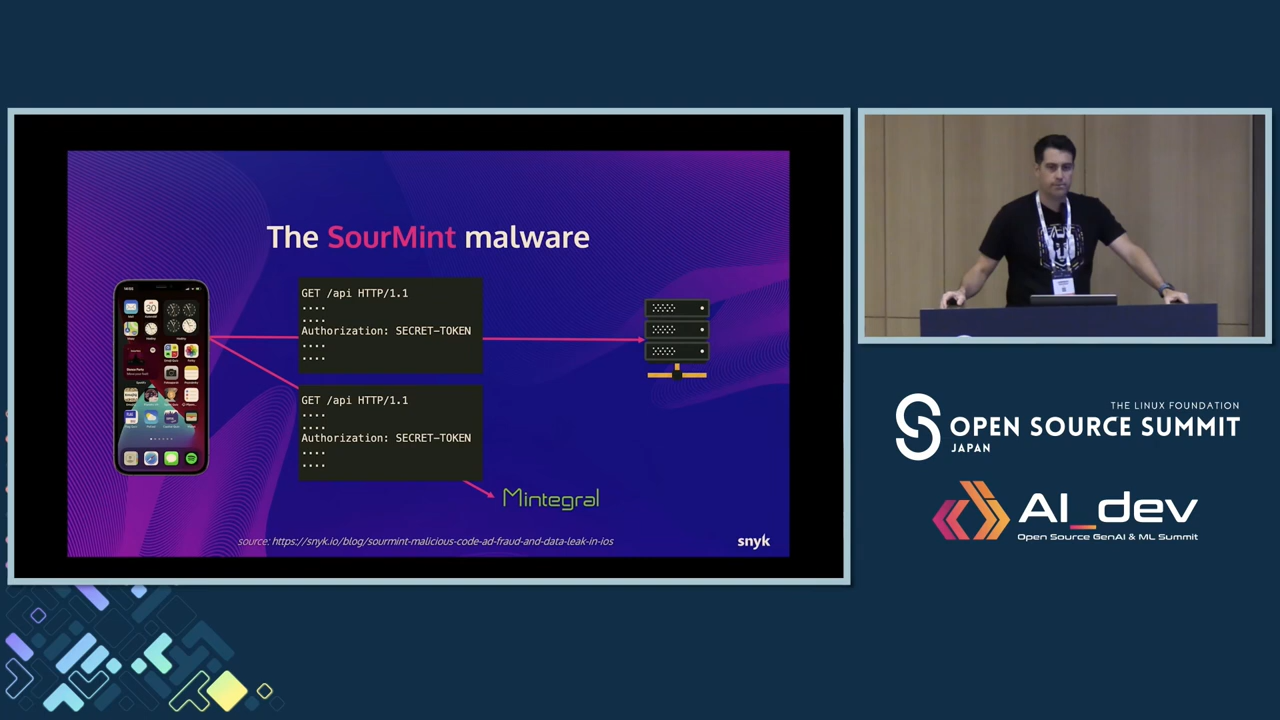 The SourMint malware
GET /api HTTP/1.1
....
....
Authorization: SECRET-TOKEN
....
....
GET /api HTTP/1.1
....
....
Authorization: SECRET-TOKEN
....
....
Mintegral
source: https://snyk.io/blog/sourmint-malicious-code-ad-fraud-and-data-leak-in-ios
snyk
THE LINUX FOUNDATION
OPEN SOURCE SUMMIT
JAPAN
AI_dev
Open Source GenAI & ML Summit